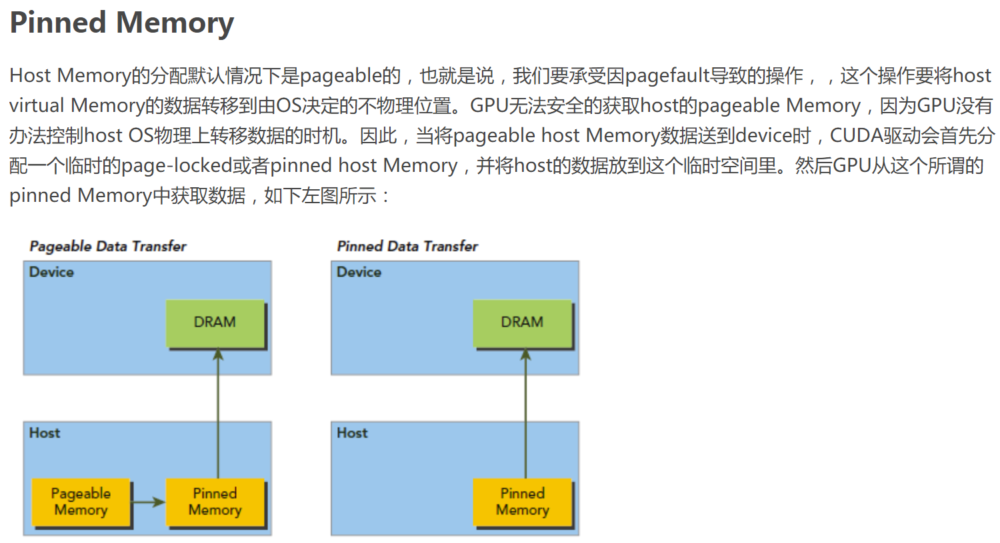 Pinned Memory
Host Memory的分配默认情况下是pageable的，也就是说，我们要承受因pagefault导致的操作，，这个操作要将host
virtual Memory的数据转移到由OS决定的不物理位置。GPU无法安全的获取host的pageable Memory，因为GPU没有
办法控制host OS物理上转移数据的时机。因此，当将pageable host Memory数据送到device时，CUDA驱动会首先分
配一个临时的page-locked或者pinned host Memory，并将host的数据放到这个临时空间里。然后GPU从这个所谓的
pinned Memory中获取数据，如下左图所示：
Pageable Data Transfer
Device
DRAM
Host
Pageable
Memory
Pinned
Memory
Pinned Data Transfer
Device
DRAM
Host
Pinned
Memory